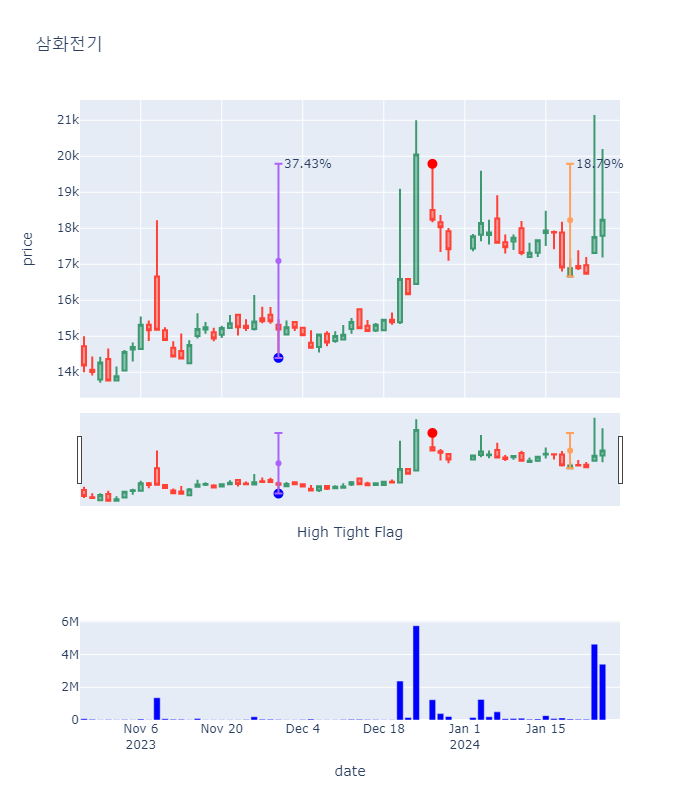 삼화전기
21k
20k
19k
18k
17k
16k
15k
14k
price
37.43%
18.79%
High Tight Flag
6M
4M
2M
0
Nov 6
2023
Nov 20
Dec 4
Dec 18
Jan 1
2024
Jan 15
date